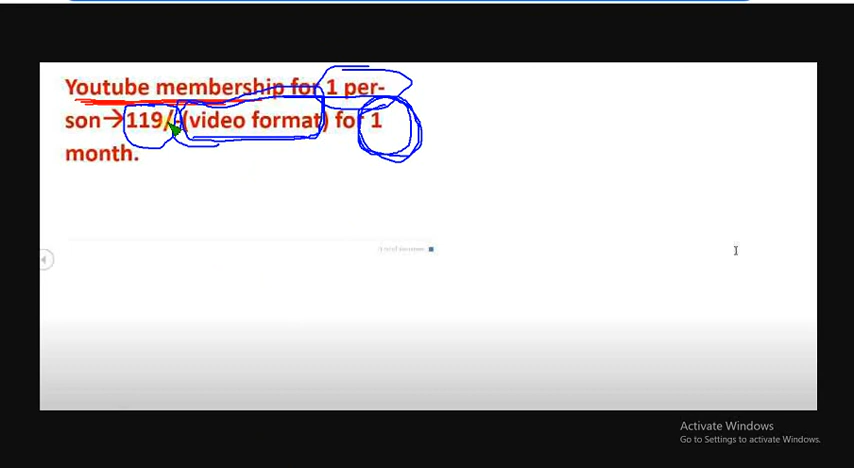 Youtube membership for 1 per-
son→119/-(video format) for 1
month.
Activate Windows
Go to Settings to activate Windows.